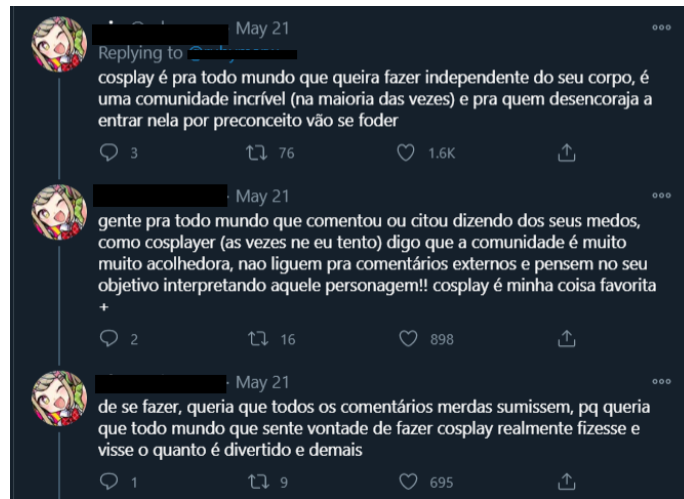 May 21
Replying to
cosplay é pra todo mundo que queira fazer independente do seu corpo, é
uma comunidade incrível (na maioria das vezes) e pra quem desencoraja a
entrar nela por preconceito vão se foder
3 76 1.6K
· May 21
gente pra todo mundo que comentou ou citou dizendo dos seus medos,
como cosplayer (as vezes ne eu tento) digo que a comunidade é muito
muito acolhedora, nao liguem pra comentários externos e pensem no seu
objetivo interpretando aquele personagem!! cosplay é minha coisa favorita
+
2 16 898
· May 21
de se fazer, queria que todos os comentários merdas sumissem, pq queria
que todo mundo que sente vontade de fazer cosplay realmente fizesse e
visse o quanto é divertido e demais
1 9 695